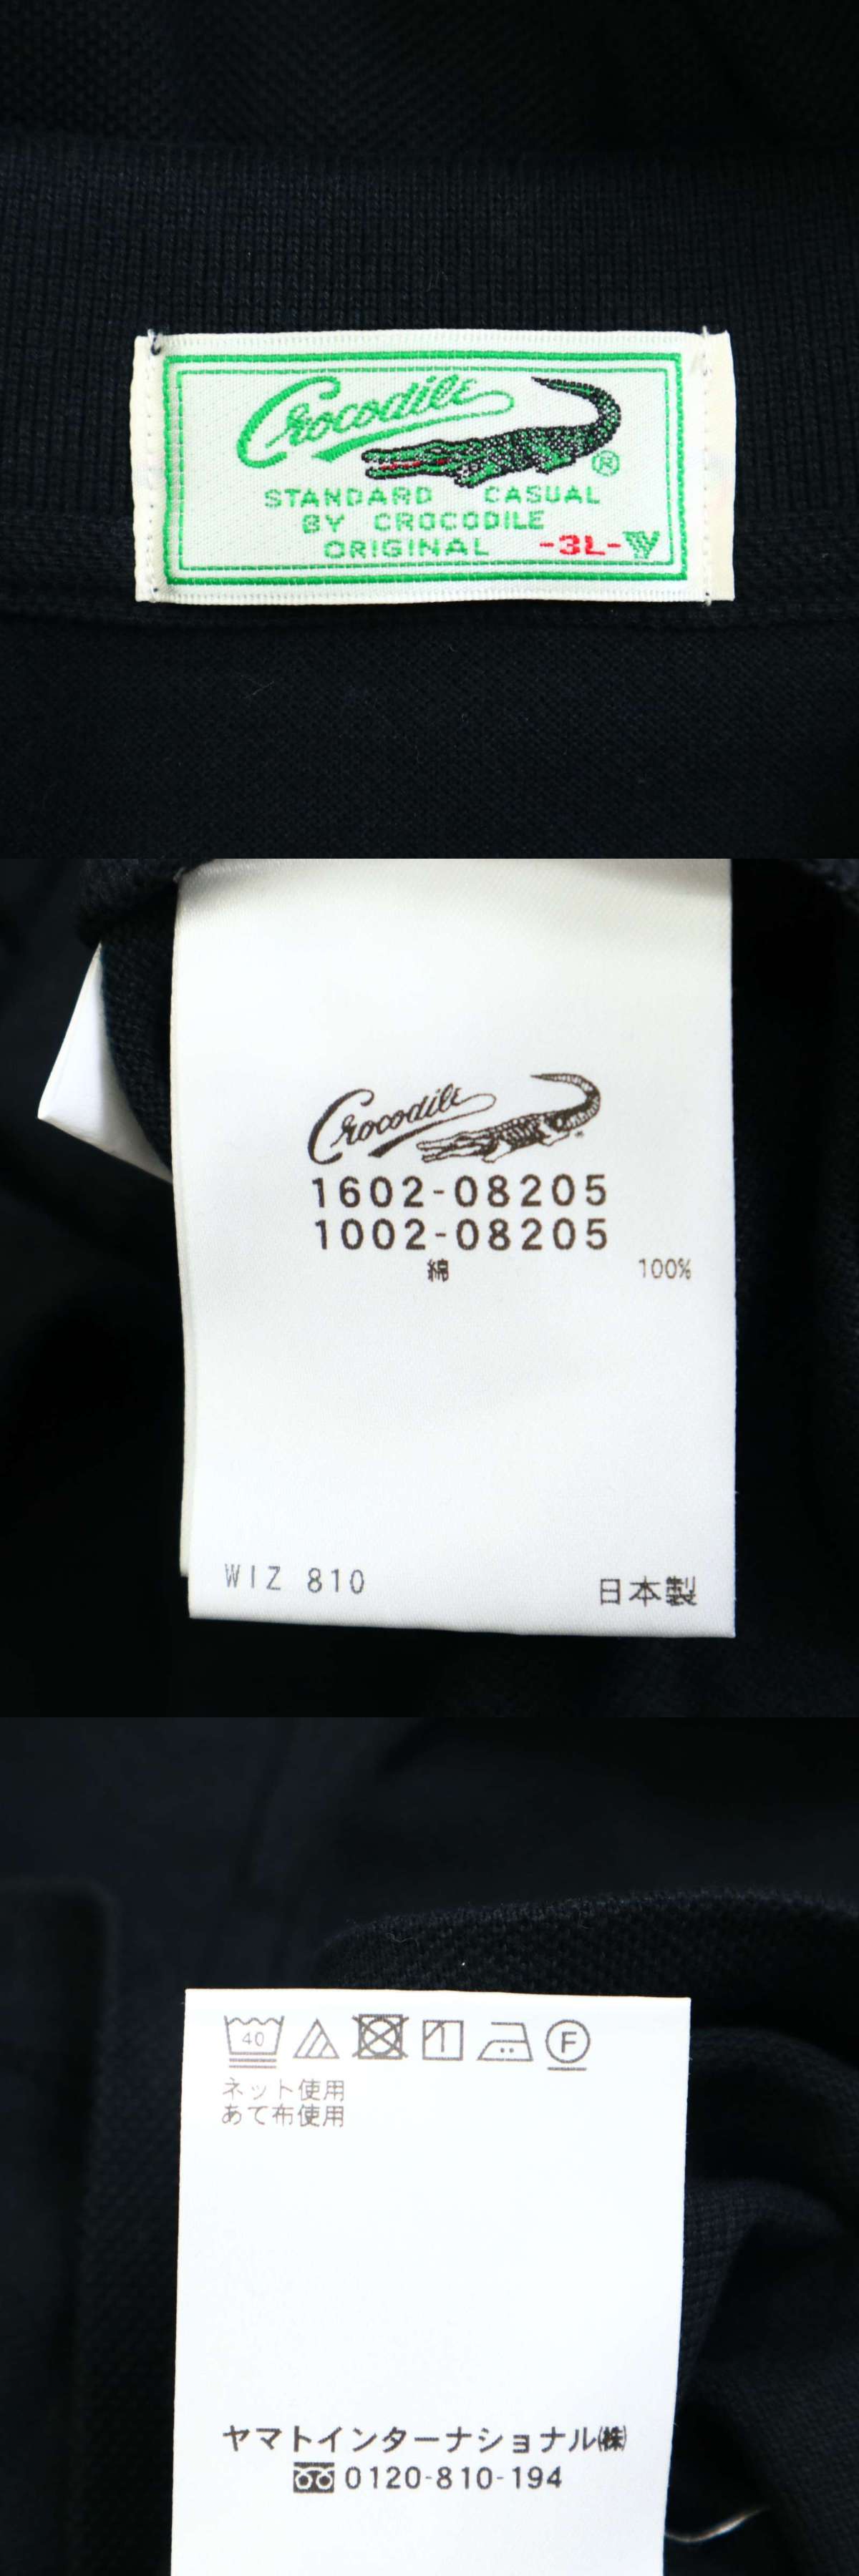 Crocodile
®
STANDARD CASUAL
BY CROCODILE
ORIGINAL -3L-
Crocodile
1602-08205
1002-08205
綿 100%
WIZ 810 日本製
40 F
ネット使用
あて布使用
ヤマトインターナショナル㈱
0120-810-194